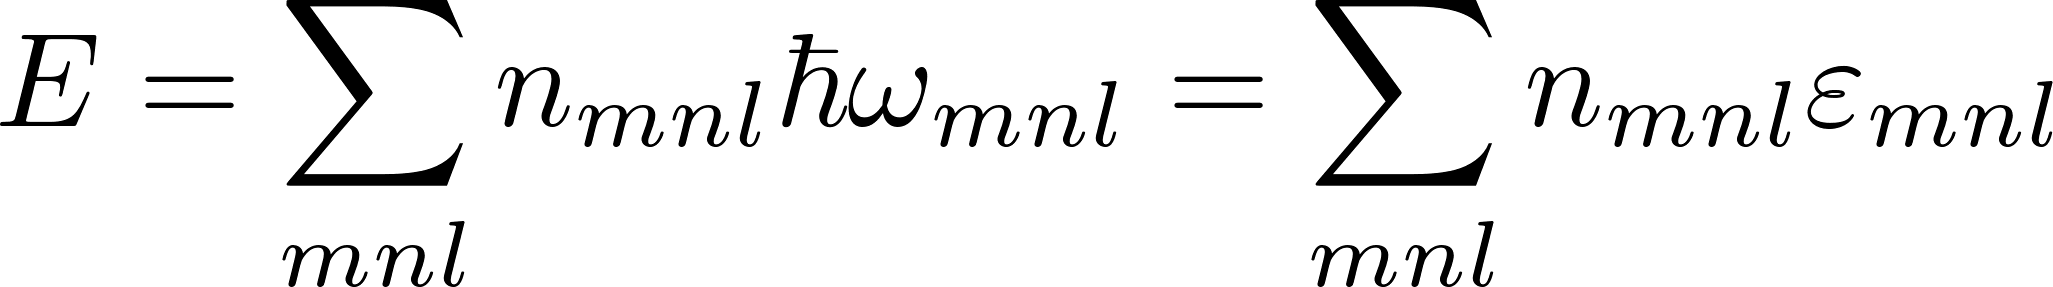 E = \sum_{mnl} n_{mnl} \hbar \omega_{mnl} = \sum_{mnl} n_{mnl} \varepsilon_{mnl}